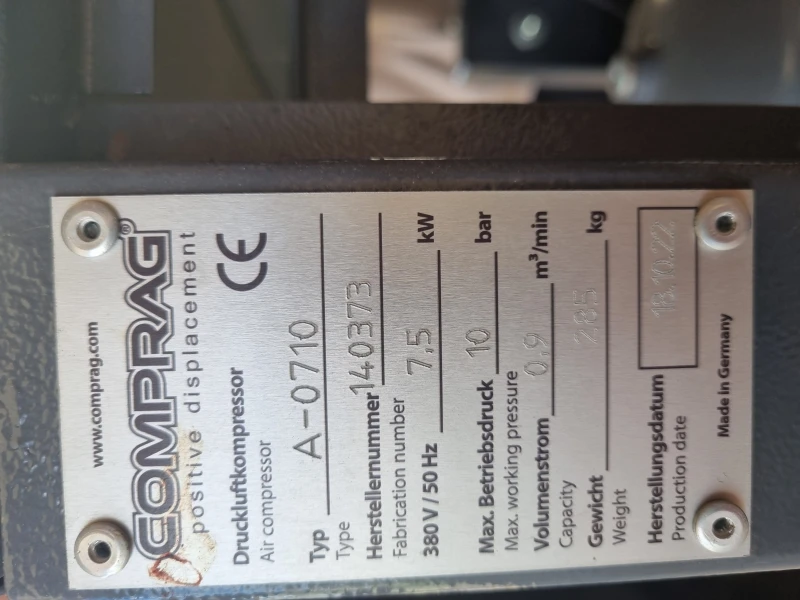 www.comprag.com
COMPRAG®
positive displacement
Druckluftkompressor CE
Air compressor
Typ A-0710
Type
Herstellernummer 140373
Fabrication number
380 V / 50 Hz 7,5 kW
Max. Betriebsdruck 10 bar
Max. working pressure
Volumenstrom 0,9 m³/min
Capacity
Gewicht 285 kg
Weight
Herstellungsdatum 18.10.22
Production date
Made in Germany